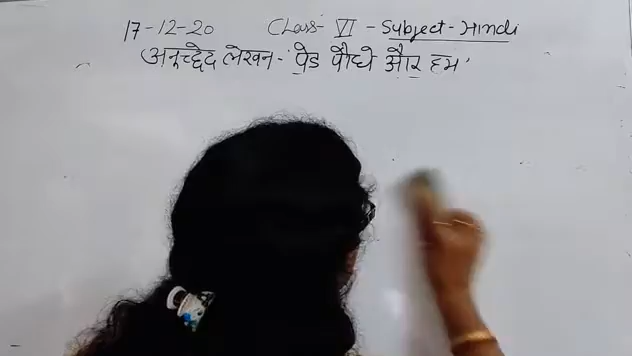 17-12-20 Class- VI - Subject- Hindi
अनुच्छेद लेखन- 'पेड पौधे और हम'